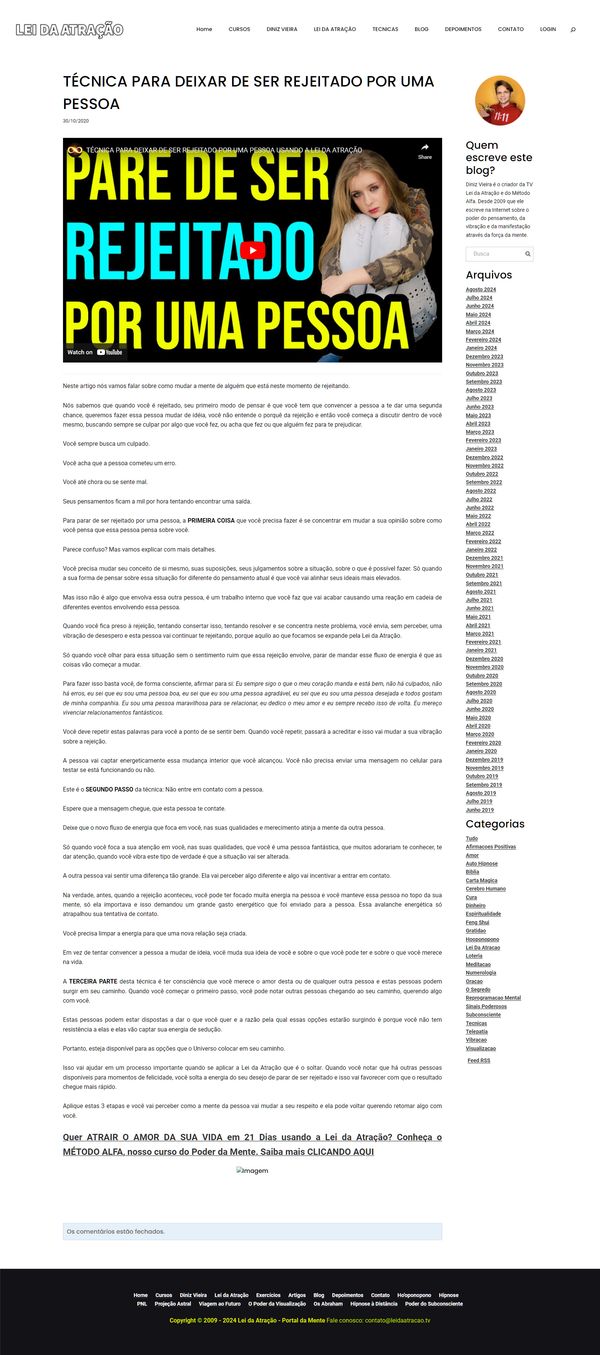 LEI DA ATRAÇÃO
Home CURSOS DINIZ VIEIRA LEI DA ATRAÇÃO TECNICAS BLOG DEPOIMENTOS CONTATO LOGIN
TÉCNICA PARA DEIXAR DE SER REJEITADO POR UMA
PESSOA
30/10/2020
TÉCNICA PARA DEIXAR DE SER REJEITADO POR UMA PESSOA USANDO A LEI DA ATRAÇÃO
Share
PARE DE SER
REJEITADO
POR UMA PESSOA
Watch on YouTube
Neste artigo nós vamos falar sobre como mudar a mente de alguém que está neste momento de rejeitando.
Nós sabemos que quando você é rejeitado, seu primeiro modo de pensar é que você tem que convencer a pessoa a te dar uma segunda
chance, queremos fazer essa pessoa mudar de idéia, você não entende o porquê da rejeição e então você começa a discutir dentro de você
mesmo, buscando sempre se culpar por algo que você fez, ou acha que fez ou que alguém fez para te prejudicar.
Você sempre busca um culpado.
Você acha que a pessoa cometeu um erro.
Você até chora ou se sente mal.
Seus pensamentos ficam a mil por hora tentando encontrar uma saída.
Para parar de ser rejeitado por uma pessoa, a PRIMEIRA COISA que você precisa fazer é se concentrar em mudar a sua opinião sobre como
você pensa que essa pessoa pensa sobre você.
Parece confuso? Mas vamos explicar com mais detalhes.
Você precisa mudar seu conceito de si mesmo, suas suposições, seus julgamentos sobre a situação, sobre o que é possível fazer. Só quando
a sua forma de pensar sobre essa situação for diferente do pensamento atual é que você vai alinhar seus ideais mais elevados.
Mas isso não é algo que envolva essa outra pessoa, é um trabalho interno que você faz que vai acabar causando uma reação em cadeia de
diferentes eventos envolvendo essa pessoa.
Quando você fica preso à rejeição, tentando consertar isso, tentando resolver e se concentra neste problema, você envia, sem perceber, uma
vibração de desespero e esta pessoa vai continuar te rejeitando, porque aquilo ao que focamos se expande pela Lei da Atração.
Só quando você olhar para essa situação sem o sentimento ruim que essa rejeição envolve, parar de mandar esse fluxo de energia é que as
coisas vão começar a mudar.
Para fazer isso basta você, de forma consciente, afirmar para si: Eu sempre sigo o que o meu coração manda e está bem, não há culpados, não
há erros, eu sei que eu sou uma pessoa boa, eu sei que eu sou uma pessoa agradável, eu sei que eu sou uma pessoa desejada e todos gostam
de minha companhia. Eu sou uma pessoa maravilhosa para se relacionar, eu dedico o meu amor e eu sempre recebo isso de volta. Eu mereço
vivenciar relacionamentos fantásticos.
Você deve repetir estas palavras para você a ponto de se sentir bem. Quando você repetir, passará a acreditar e isso vai mudar a sua vibração
sobre a rejeição.
A pessoa vai captar energeticamente essa mudança interior que você alcançou. Você não precisa enviar uma mensagem no celular para
testar se está funcionando ou não.
Este é o SEGUNDO PASSO da técnica: Não entre em contato com a pessoa.
Espere que a mensagem chegue, que esta pessoa te contate.
Deixe que o novo fluxo de energia que foca em você, nas suas qualidades e merecimento atinja a mente da outra pessoa.
Só quando você foca a sua atenção em você, nas suas qualidades, que você é uma pessoa fantástica, que muitos adorariam te conhecer, te
dar atenção, quando você vibra este tipo de verdade é que a situação vai ser alterada.
A outra pessoa vai sentir uma diferença tão grande. Ela vai perceber algo diferente e algo vai incentivar a entrar em contato.
Na verdade, antes, quando a rejeição aconteceu, você pode ter focado muita energia na pessoa e você manteve essa pessoa no topo da sua
mente, só ela importava e isso demandou um grande gasto energético que foi enviado para a pessoa. Essa avalanche energética só
atrapalhou sua tentativa de contato.
Você precisa limpar a energia para que uma nova relação seja criada.
Em vez de tentar convencer a pessoa a mudar de ideia, você muda sua ideia de você e sobre o que você pode ter e sobre o que você merece
na vida.
A TERCEIRA PARTE desta técnica é ter consciência que você merece o amor desta ou de qualquer outra pessoa e estas pessoas podem
surgir em seu caminho. Quando você começar o primeiro passo, você pode notar outras pessoas chegando ao seu caminho, querendo algo
com você.
Estas pessoas podem estar dispostas a dar o que você quer e a razão pela qual essas opções estarão surgindo é porque você não tem
resistência a elas e elas vão captar sua energia de sedução.
Portanto, esteja disponível para as opções que o Universo colocar em seu caminho.
Isso vai ajudar em um processo importante quando se aplicar a Lei da Atração que é o soltar. Quando você notar que há outras pessoas
disponíveis para momentos de felicidade, você solta a energia do seu desejo de parar de ser rejeitado e isso vai favorecer com que o resultado
chegue mais rápido.
Aplique estas 3 etapas e você vai perceber como a mente da pessoa vai mudar a seu respeito e ela pode voltar querendo retomar algo com
você.
Quer ATRAIR O AMOR DA SUA VIDA em 21 Dias usando a Lei da Atração? Conheça o
MÉTODO ALFA, nosso curso do Poder da Mente. Saiba mais CLICANDO AQUI
Imagem
Os comentários estão fechados.
11:11
Quem
escreve este
blog?
Diniz Vieira é o criador da TV
Lei da Atração e do Método
Alfa. Desde 2009 que ele
escreve na Internet sobre o
poder do pensamento, da
vibração e da manifestação
através da força da mente.
Busca
Arquivos
Agosto 2024
Julho 2024
Junho 2024
Maio 2024
Abril 2024
Março 2024
Fevereiro 2024
Janeiro 2024
Dezembro 2023
Novembro 2023
Outubro 2023
Setembro 2023
Agosto 2023
Julho 2023
Junho 2023
Maio 2023
Abril 2023
Março 2023
Fevereiro 2023
Janeiro 2023
Dezembro 2022
Novembro 2022
Outubro 2022
Setembro 2022
Agosto 2022
Julho 2022
Junho 2022
Maio 2022
Abril 2022
Março 2022
Fevereiro 2022
Janeiro 2022
Dezembro 2021
Novembro 2021
Outubro 2021
Setembro 2021
Agosto 2021
Julho 2021
Junho 2021
Maio 2021
Abril 2021
Março 2021
Fevereiro 2021
Janeiro 2021
Dezembro 2020
Novembro 2020
Outubro 2020
Setembro 2020
Agosto 2020
Julho 2020
Junho 2020
Maio 2020
Abril 2020
Março 2020
Fevereiro 2020
Janeiro 2020
Dezembro 2019
Novembro 2019
Outubro 2019
Setembro 2019
Agosto 2019
Julho 2019
Junho 2019
Categorias
Tudo
Afirmacoes Positivas
Amor
Auto Hipnose
Biblia
Carta Magica
Cerebro Humano
Cura
Dinheiro
Espiritualidade
Feng Shui
Gratidao
Hooponopono
Lei Da Atracao
Loteria
Meditacao
Numerologia
Oracao
O Segredo
Reprogramacao Mental
Sinais Poderosos
Subconsciente
Tecnicas
Telepatia
Vibracao
Visualizacao
Feed RSS
Home Cursos Diniz Vieira Lei da Atração Exercícios Artigos Blog Depoimentos Contato Ho'oponopono Hipnose
PNL Projeção Astral Viagem ao Futuro O Poder da Visualização Os Abraham Hipnose à Distância Poder do Subconsciente
Copyright © 2009 - 2024 Lei da Atração - Portal da Mente Fale conosco: contato@leidaatracao.tv